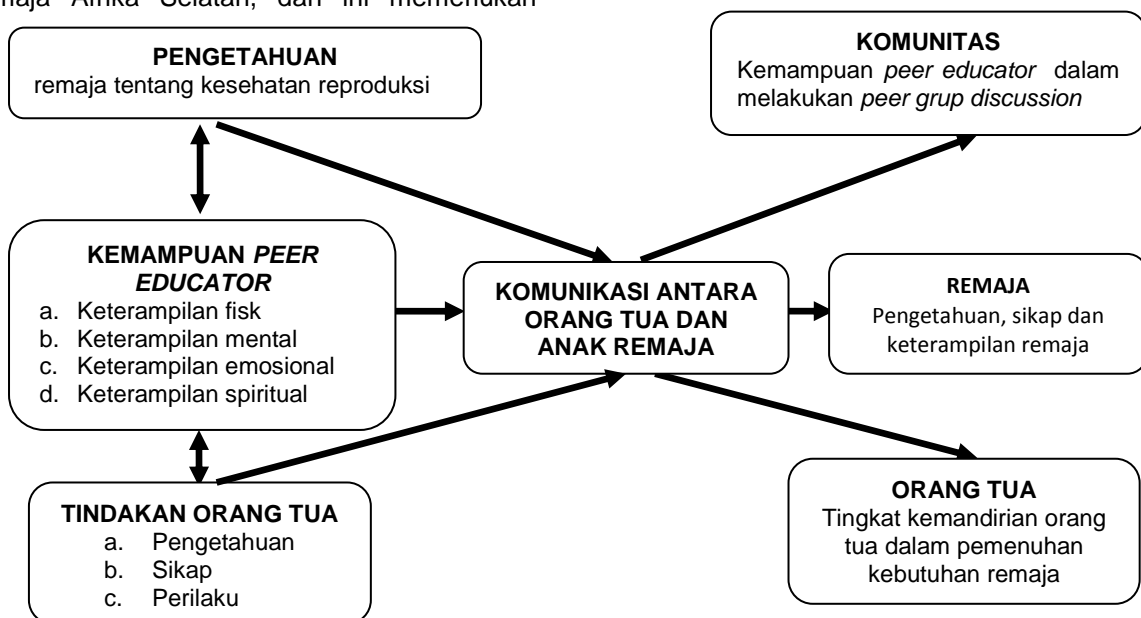 maja Afrika Selatan, dan ini memerlukan
PENGETAHUAN
remaja tentang kesehatan reproduksi
KOMUNITAS
Kemampuan peer educator dalam
melakukan peer grup discussion
KEMAMPUAN PEER
EDUCATOR
a. Keterampilan fisk
b. Keterampilan mental
c. Keterampilan emosional
d. Keterampilan spiritual
KOMUNIKASI ANTARA
ORANG TUA DAN
ANAK REMAJA
REMAJA
Pengetahuan, sikap dan
keterampilan remaja
TINDAKAN ORANG TUA
a. Pengetahuan
b. Sikap
c. Perilaku
ORANG TUA
Tingkat kemandirian orang
tua dalam pemenuhan
kebutuhan remaja